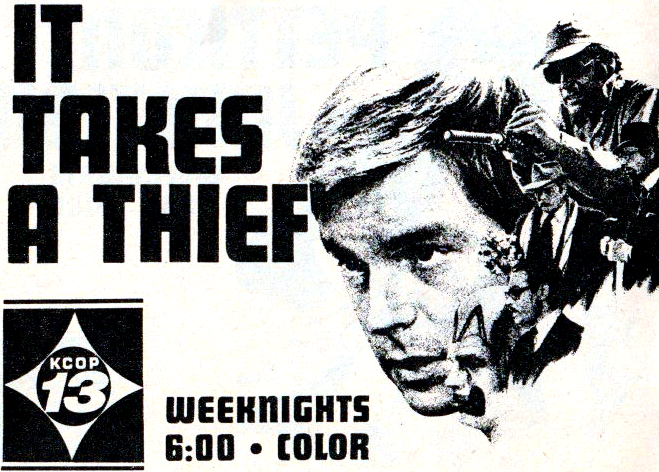 IT
TAKES
A THIEF
KCOP
13
WEEKNIGHTS
6:00 • COLOR